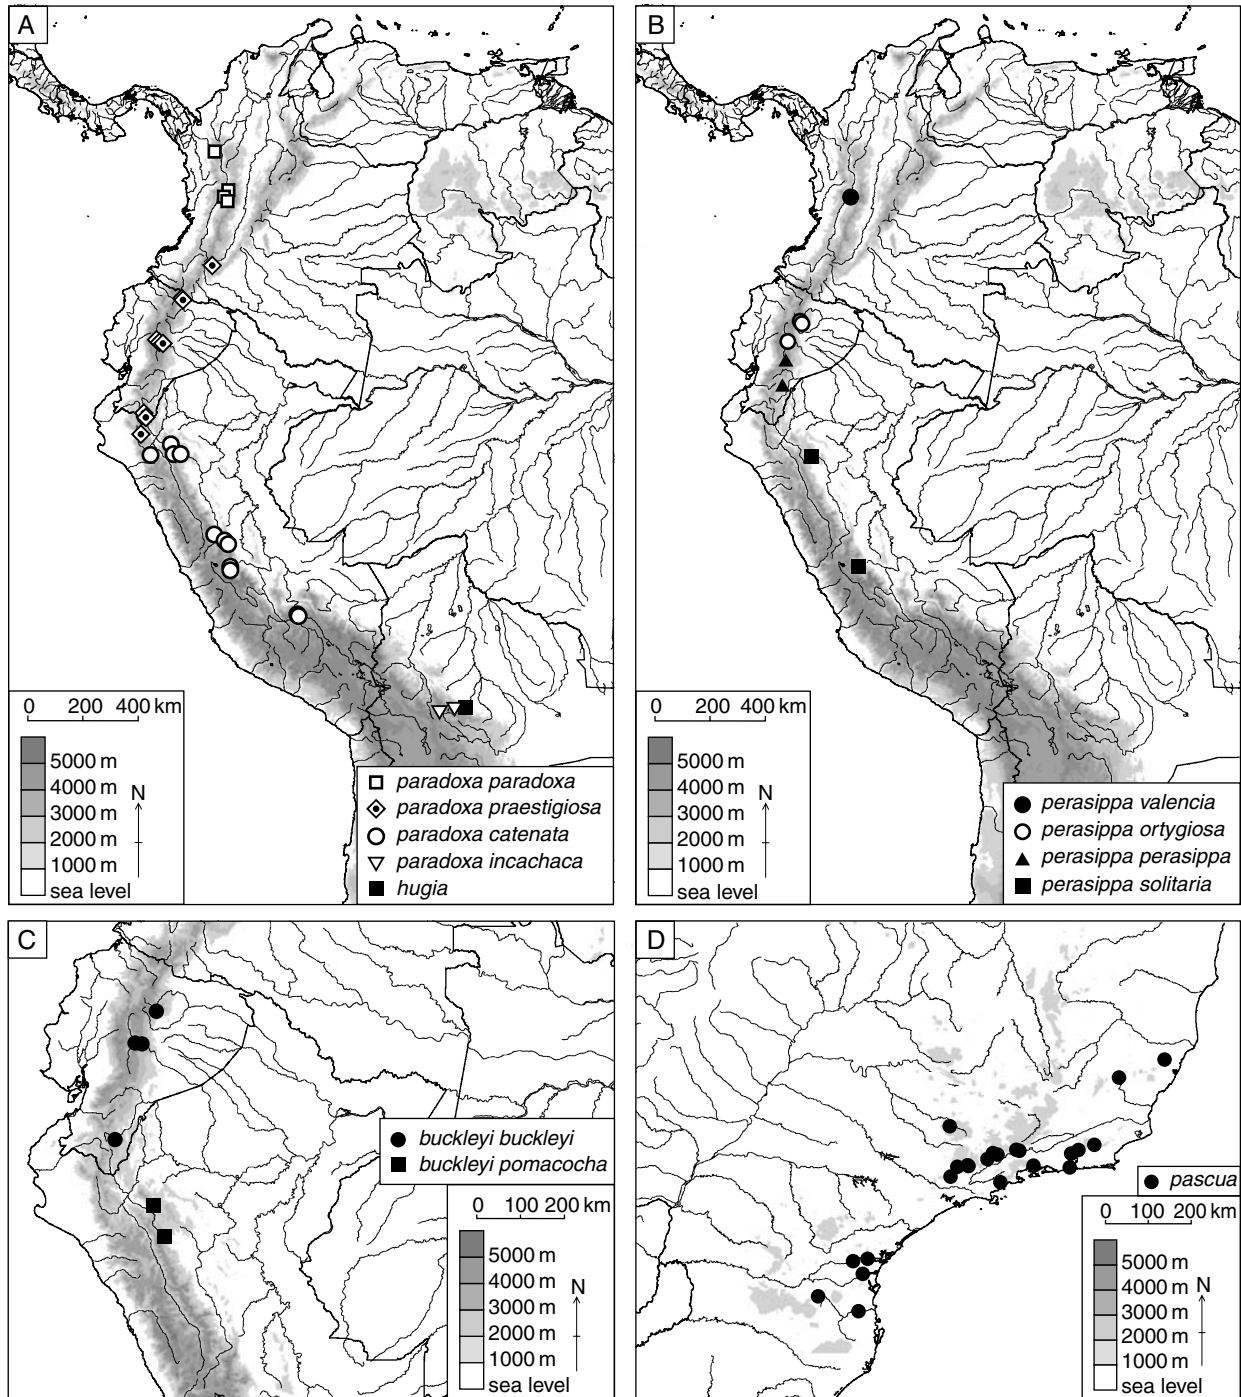 A
0 200 400 km
5000 m
4000 m
3000 m
2000 m
1000 m
sea level
N
paradoxa paradoxa
paradoxa praestigiosa
paradoxa catenata
paradoxa incachaca
hugia
B
0 200 400 km
5000 m
4000 m
3000 m
2000 m
1000 m
sea level
N
perasippa valencia
perasippa ortygiosa
perasippa perasippa
perasippa solitaria
C
buckleyi buckleyi
buckleyi pomacocha
0 100 200 km
5000 m
4000 m
3000 m
2000 m
1000 m
sea level
N
D
pascua
0 100 200 km
5000 m
4000 m
3000 m
2000 m
1000 m
sea level
N